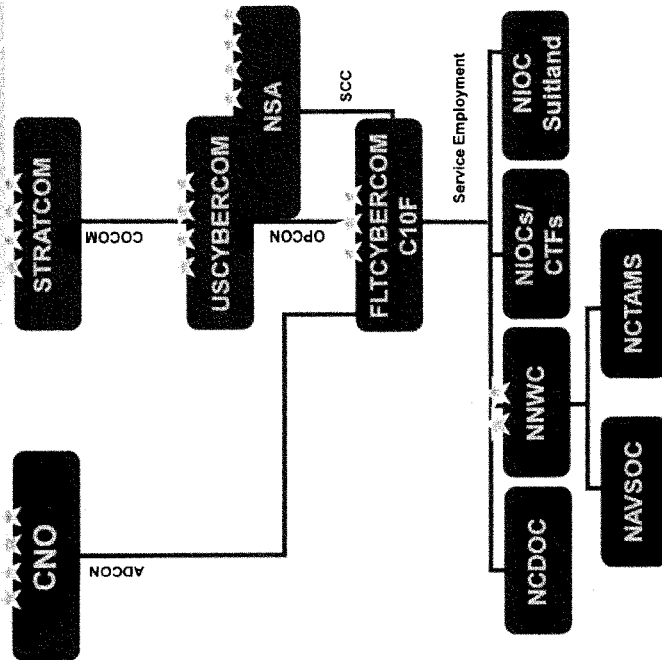 CNO
STRATCOM
ADCON
COCOM
USCYBERCOM
NSA
OPCON
SCC
FLTCYBERCOM
C10F
Service Employment
NCDOC
NNWC
NIOCs/
CTFs
NIOC
Suitland
NAVSOC
NCTAMS